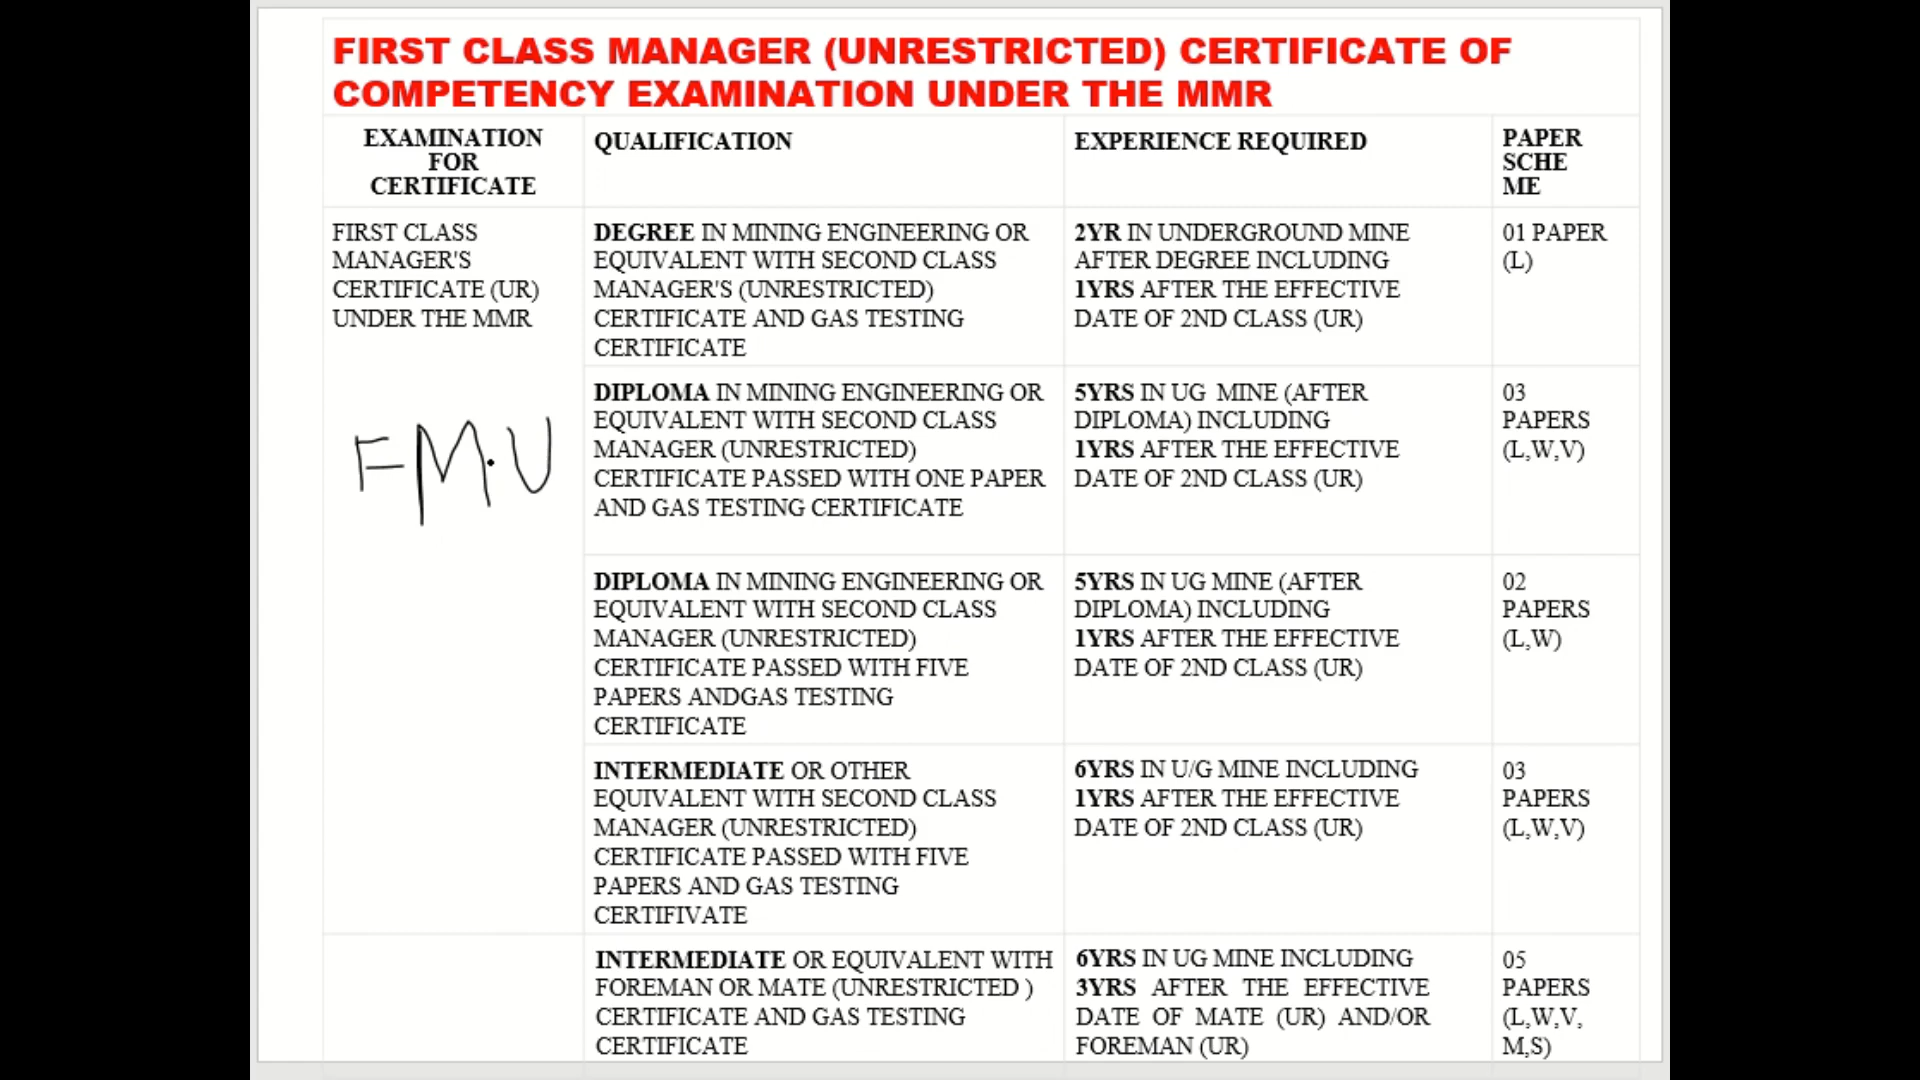 FIRST CLASS MANAGER (UNRESTRICTED) CERTIFICATE OF
COMPETENCY EXAMINATION UNDER THE MMR
EXAMINATION
FOR
CERTIFICATE
QUALIFICATION
EXPERIENCE REQUIRED
PAPER
SCHE
ME
FIRST CLASS
MANAGER'S
CERTIFICATE (UR)
UNDER THE MMR
FM.U
DEGREE IN MINING ENGINEERING OR
EQUIVALENT WITH SECOND CLASS
MANAGER'S (UNRESTRICTED)
CERTIFICATE AND GAS TESTING
CERTIFICATE
2YR IN UNDERGROUND MINE
AFTER DEGREE INCLUDING
1YRS AFTER THE EFFECTIVE
DATE OF 2ND CLASS (UR)
01 PAPER
(L)
DIPLOMA IN MINING ENGINEERING OR
EQUIVALENT WITH SECOND CLASS
MANAGER (UNRESTRICTED)
CERTIFICATE PASSED WITH ONE PAPER
AND GAS TESTING CERTIFICATE
5YRS IN UG MINE (AFTER
DIPLOMA) INCLUDING
1YRS AFTER THE EFFECTIVE
DATE OF 2ND CLASS (UR)
03
PAPERS
(L,W,V)
DIPLOMA IN MINING ENGINEERING OR
EQUIVALENT WITH SECOND CLASS
MANAGER (UNRESTRICTED)
CERTIFICATE PASSED WITH FIVE
PAPERS ANDGAS TESTING
CERTIFICATE
5YRS IN UG MINE (AFTER
DIPLOMA) INCLUDING
1YRS AFTER THE EFFECTIVE
DATE OF 2ND CLASS (UR)
02
PAPERS
(L,W)
INTERMEDIATE OR OTHER
EQUIVALENT WITH SECOND CLASS
MANAGER (UNRESTRICTED)
CERTIFICATE PASSED WITH FIVE
PAPERS AND GAS TESTING
CERTIFIVATE
6YRS IN U/G MINE INCLUDING
1YRS AFTER THE EFFECTIVE
DATE OF 2ND CLASS (UR)
03
PAPERS
(L,W,V)
INTERMEDIATE OR EQUIVALENT WITH
FOREMAN OR MATE (UNRESTRICTED )
CERTIFICATE AND GAS TESTING
CERTIFICATE
6YRS IN UG MINE INCLUDING
3YRS AFTER THE EFFECTIVE
DATE OF MATE (UR) AND/OR
FOREMAN (UR)
05
PAPERS
(L,W,V,
M,S)